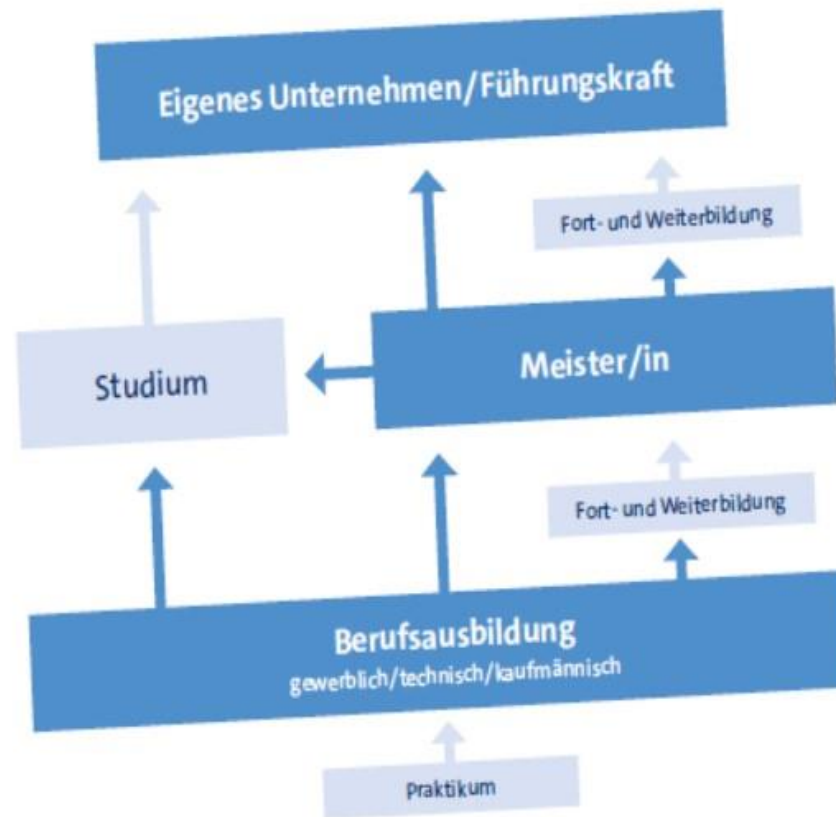 Eigenes Unternehmen/Führungskraft
Fort- und Weiterbildung
Studium
Meister/in
Fort- und Weiterbildung
Berufsausbildung
gewerblich/technisch/kaufmännisch
Praktikum